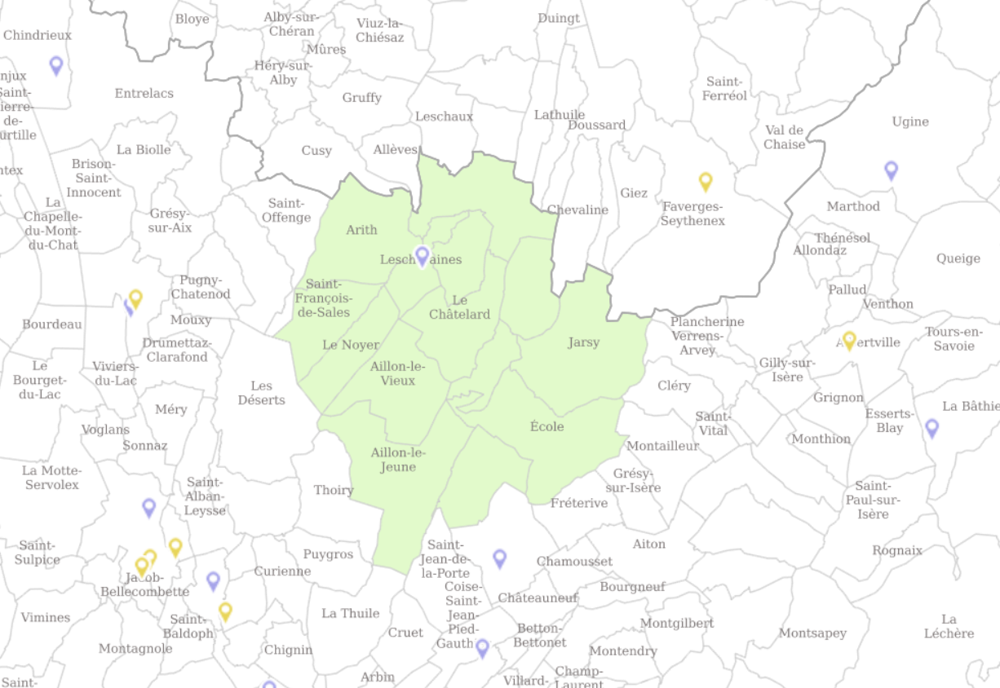 Bloye
Alby-sur-
Chéran
Viuz-la-
Chiésaz
Duingt
Chindrieux
Mûres
Héry-sur-
Alby
Entrelacs
Gruffy
Leschaux
Lathuile
Doussard
Saint-
Ferréol
Val de
Chaise
Ugine
La Biolle
Cusy
Allèves
Brison-
Saint-
Innocent
La
Chapelle-
du-Mont-
du-Chat
Grésy-
sur-Aix
Saint-
Offenge
Arith
Chevaline
Giez
Faverges-
Seythenex
Marthod
Thénésol
Allondaz
Queige
Pugny-
Chatenod
Saint-
François-
de-Sales
Le
Châtelard
Pallud
Venthon
Bourdeau
Mouxy
Drumettaz-
Clarafond
Le Noyer
Jarsy
Plancherine
Verrens-
Arvey
Tours-en-
Savoie
Gilly-sur-
Isère
Le
Bourget-
du-Lac
Viviers-
du-Lac
Les
Déserts
Aillon-le-
Vieux
Cléry
Grignon
Méry
Voglans
Sonnaz
École
Saint-
Vital
Esserts-
Blay
La Bâthie
Monthion
Montailleur
Aillon-le-
Jeune
La Motte-
Servolex
Saint-
Alban-
Leysse
Thoiry
Grésy-
sur-Isère
Fréterive
Saint-
Paul-sur-
Isère
Saint-
Sulpice
Puygros
Curienne
Saint-
Jean-de-
la-Porte
Chamousset
Aiton
Rognaix
Bellecombette
Coise-
Saint-
Jean-
Pied-
Gauth
Châteauneuf
Bourgneuf
Vimines
Saint-
Baldoph
La Thuile
Cruet
Betton-
Bettonet
Montgilbert
Montsapey
La
Léchère
Montagnole
Chignin
Montendry
Arbin
Villard-
Champ-
Laurent
Saint-